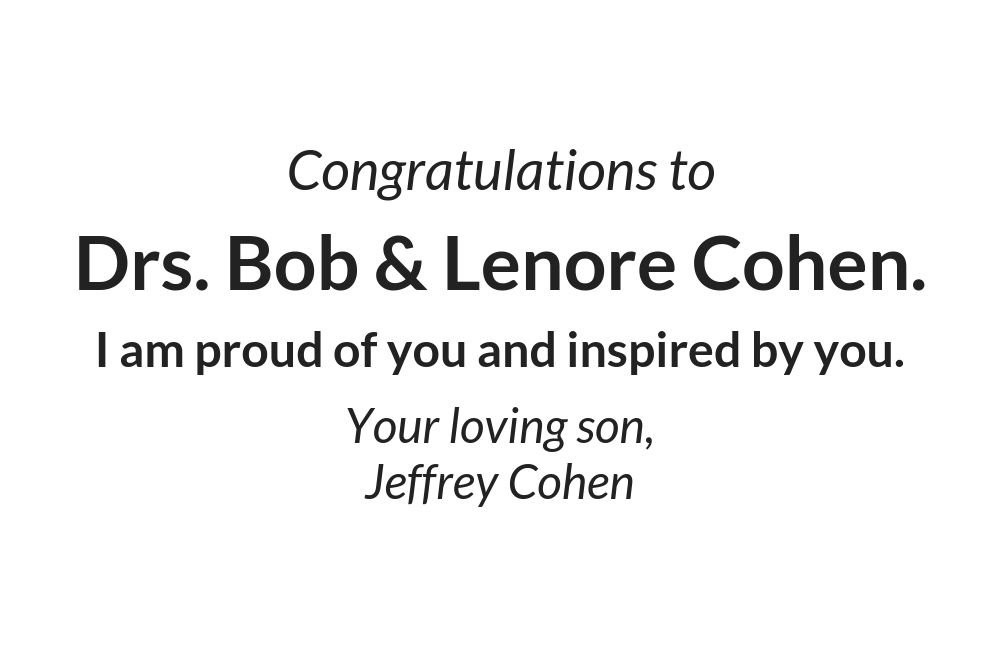 Congratulations to
Drs. Bob & Lenore Cohen.
I am proud of you and inspired by you.
Your loving son,
Jeffrey Cohen